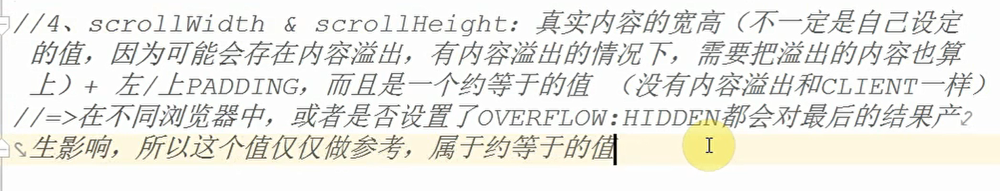 //4、scrollWidth & scrollHeight：真实内容的宽高（不一定是自己设定
的值，因为可能会存在内容溢出，有内容溢出的情况下，需要把溢出的内容也算
上）+ 左/上PADDING，而且是一个约等于的值 （没有内容溢出和CLIENT一样）
//=>在不同浏览器中，或者是否设置了OVERFLOW:HIDDEN都会对最后的结果产
生影响，所以这个值仅仅做参考，属于约等于的值